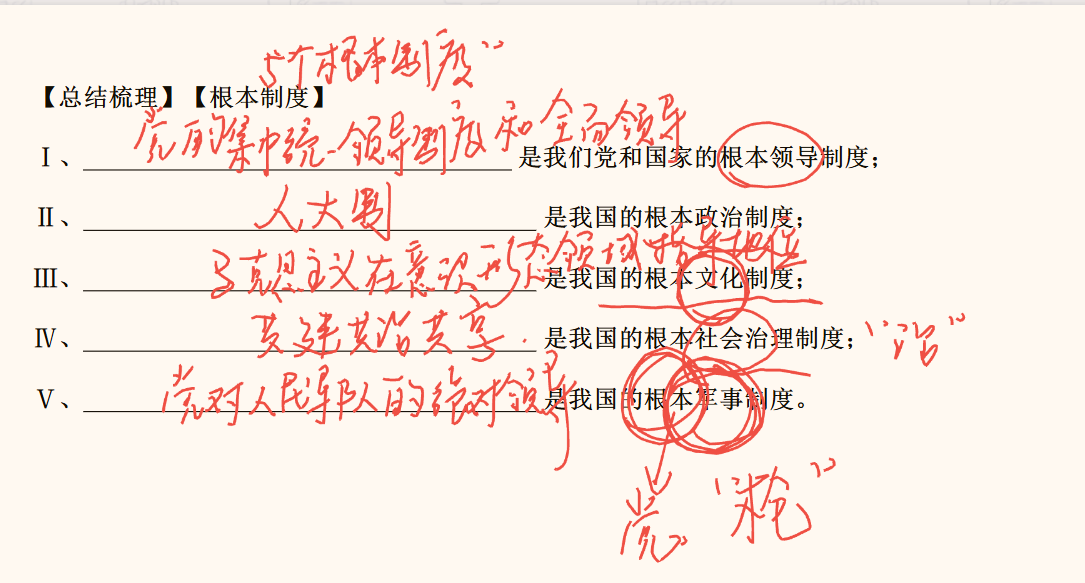 “5个根本制度”
【总结梳理】【根本制度】
党的集中统一领导制度和全面领导
Ⅰ、 是我们党和国家的根本领导制度；
Ⅱ、人大制 是我国的根本政治制度；
马克思主义在意识形态领域指导地位
Ⅲ、 是我国的根本文化制度；
Ⅳ、共建共治共享 是我国的根本社会治理制度；“治”
Ⅴ、党对人民军队的绝对领导 是我国的根本军事制度。
党 “枪”